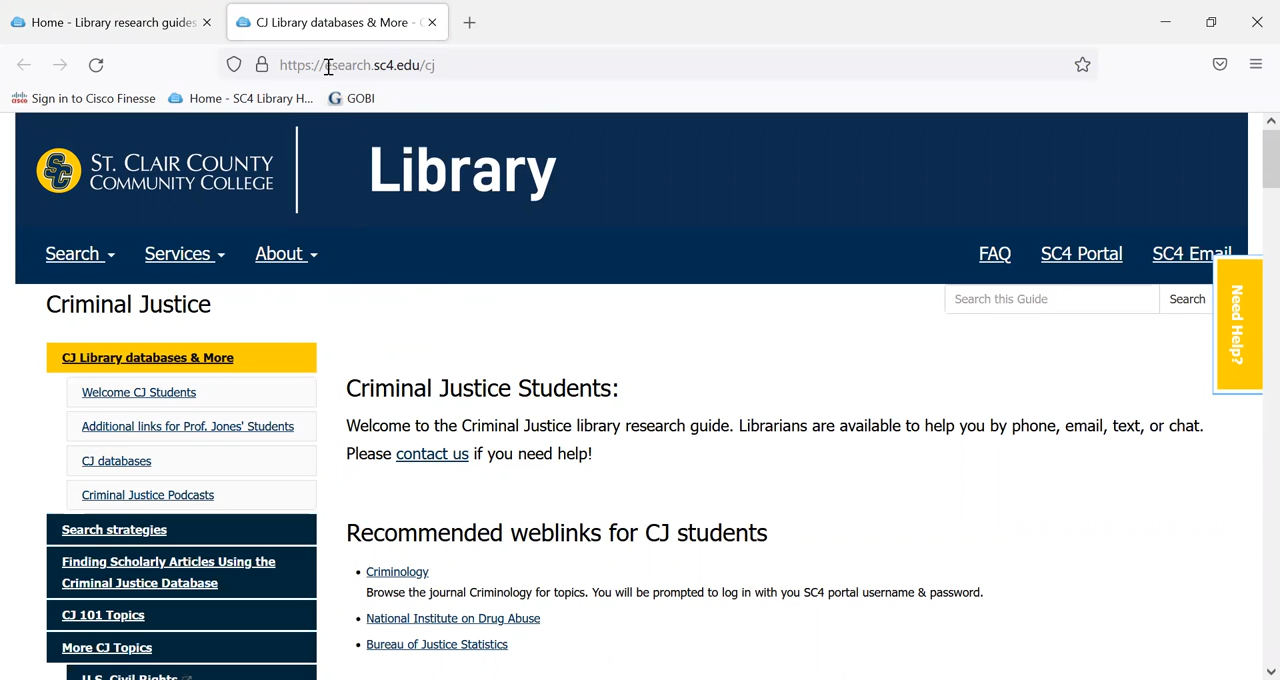 Home - Library research guides
CJ Library databases & More -
https://esearch.sc4.edu/cj
Sign in to Cisco Finesse
Home - SC4 Library H...
G GOBI
SC ST. CLAIR COUNTY
COMMUNITY COLLEGE
Library
Search
Services
About
FAQ
SC4 Portal
SC4 Email
Criminal Justice
Search this Guide
Search
Need Help?
CJ Library databases & More
Welcome CJ Students
Additional links for Prof. Jones' Students
CJ databases
Criminal Justice Podcasts
Search strategies
Finding Scholarly Articles Using the
Criminal Justice Database
CJ 101 Topics
More CJ Topics
U.S. Civil Rights
Criminal Justice Students:
Welcome to the Criminal Justice library research guide. Librarians are available to help you by phone, email, text, or chat.
Please contact us if you need help!
Recommended weblinks for CJ students
Criminology
Browse the journal Criminology for topics. You will be prompted to log in with you SC4 portal username & password.
National Institute on Drug Abuse
Bureau of Justice Statistics